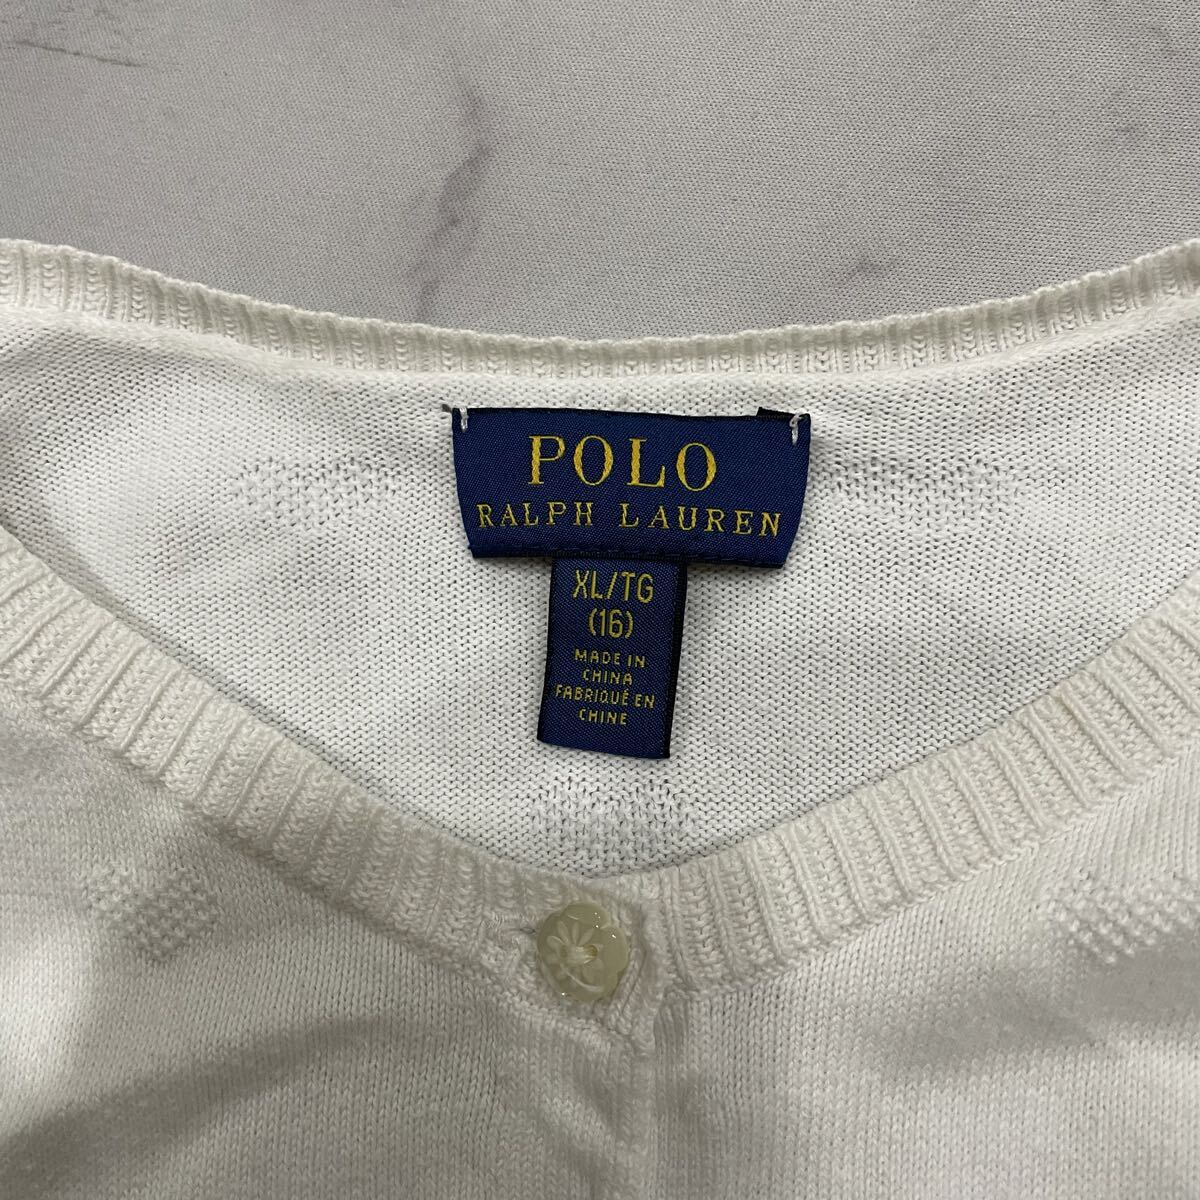 POLO
RALPH LAUREN
XL/TG
(16)
MADE IN
CHINA
FABRIQUÉ EN
CHINE